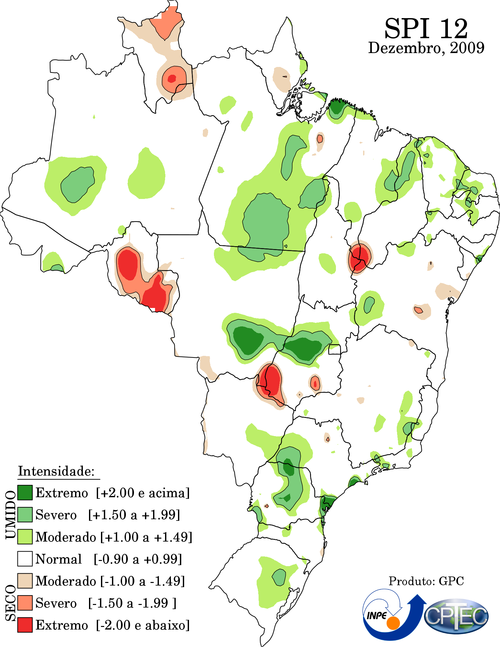 SPI 12
Dezembro, 2009
Intensidade:
UMIDO
Extremo [+2.00 e acima]
Severo [+1.50 a +1.99]
Moderado [+1.00 a +1.49]
Normal [-0.90 a +0.99]
SECO
Moderado [-1.00 a -1.49]
Severo [-1.50 a -1.99 ]
Extremo [-2.00 e abaixo]
Produto: GPC
INPE
CPTEC